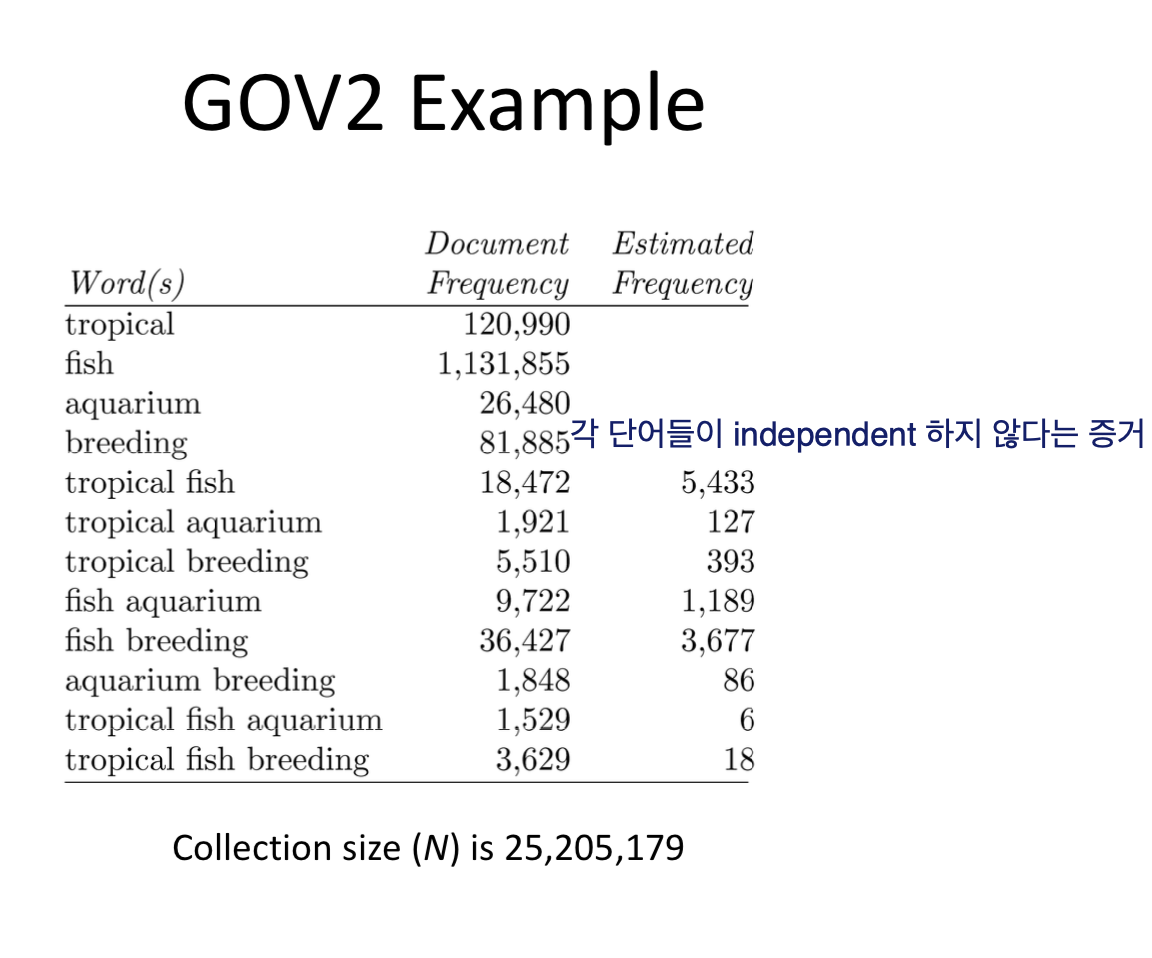 GOV2 Example
Document Estimated
Word(s) Frequency Frequency
tropical 120,990
fish 1,131,855
aquarium 26,480
breeding 81,885
각 단어들이 independent 하지 않다는 증거
tropical fish 18,472 5,433
tropical aquarium 1,921 127
tropical breeding 5,510 393
fish aquarium 9,722 1,189
fish breeding 36,427 3,677
aquarium breeding 1,848 86
tropical fish aquarium 1,529 6
tropical fish breeding 3,629 18
Collection size (N) is 25,205,179